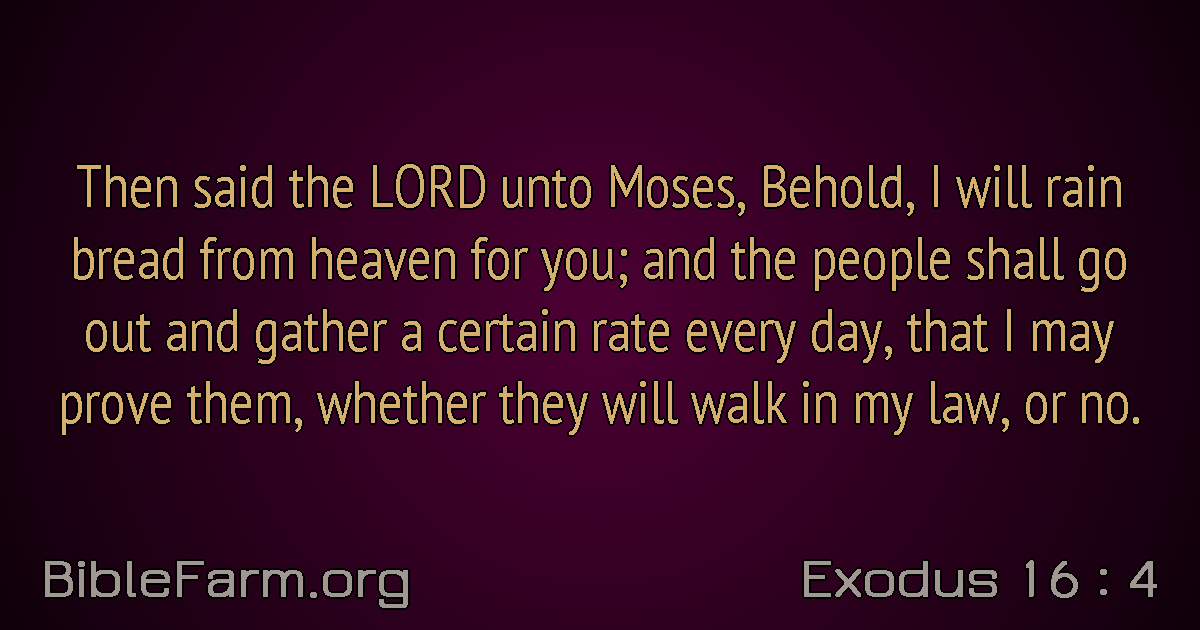 Then said the LORD unto Moses, Behold, I will rain
bread from heaven for you; and the people shall go
out and gather a certain rate every day, that I may
prove them, whether they will walk in my law, or no.
BibleFarm.org
Exodus 16 : 4